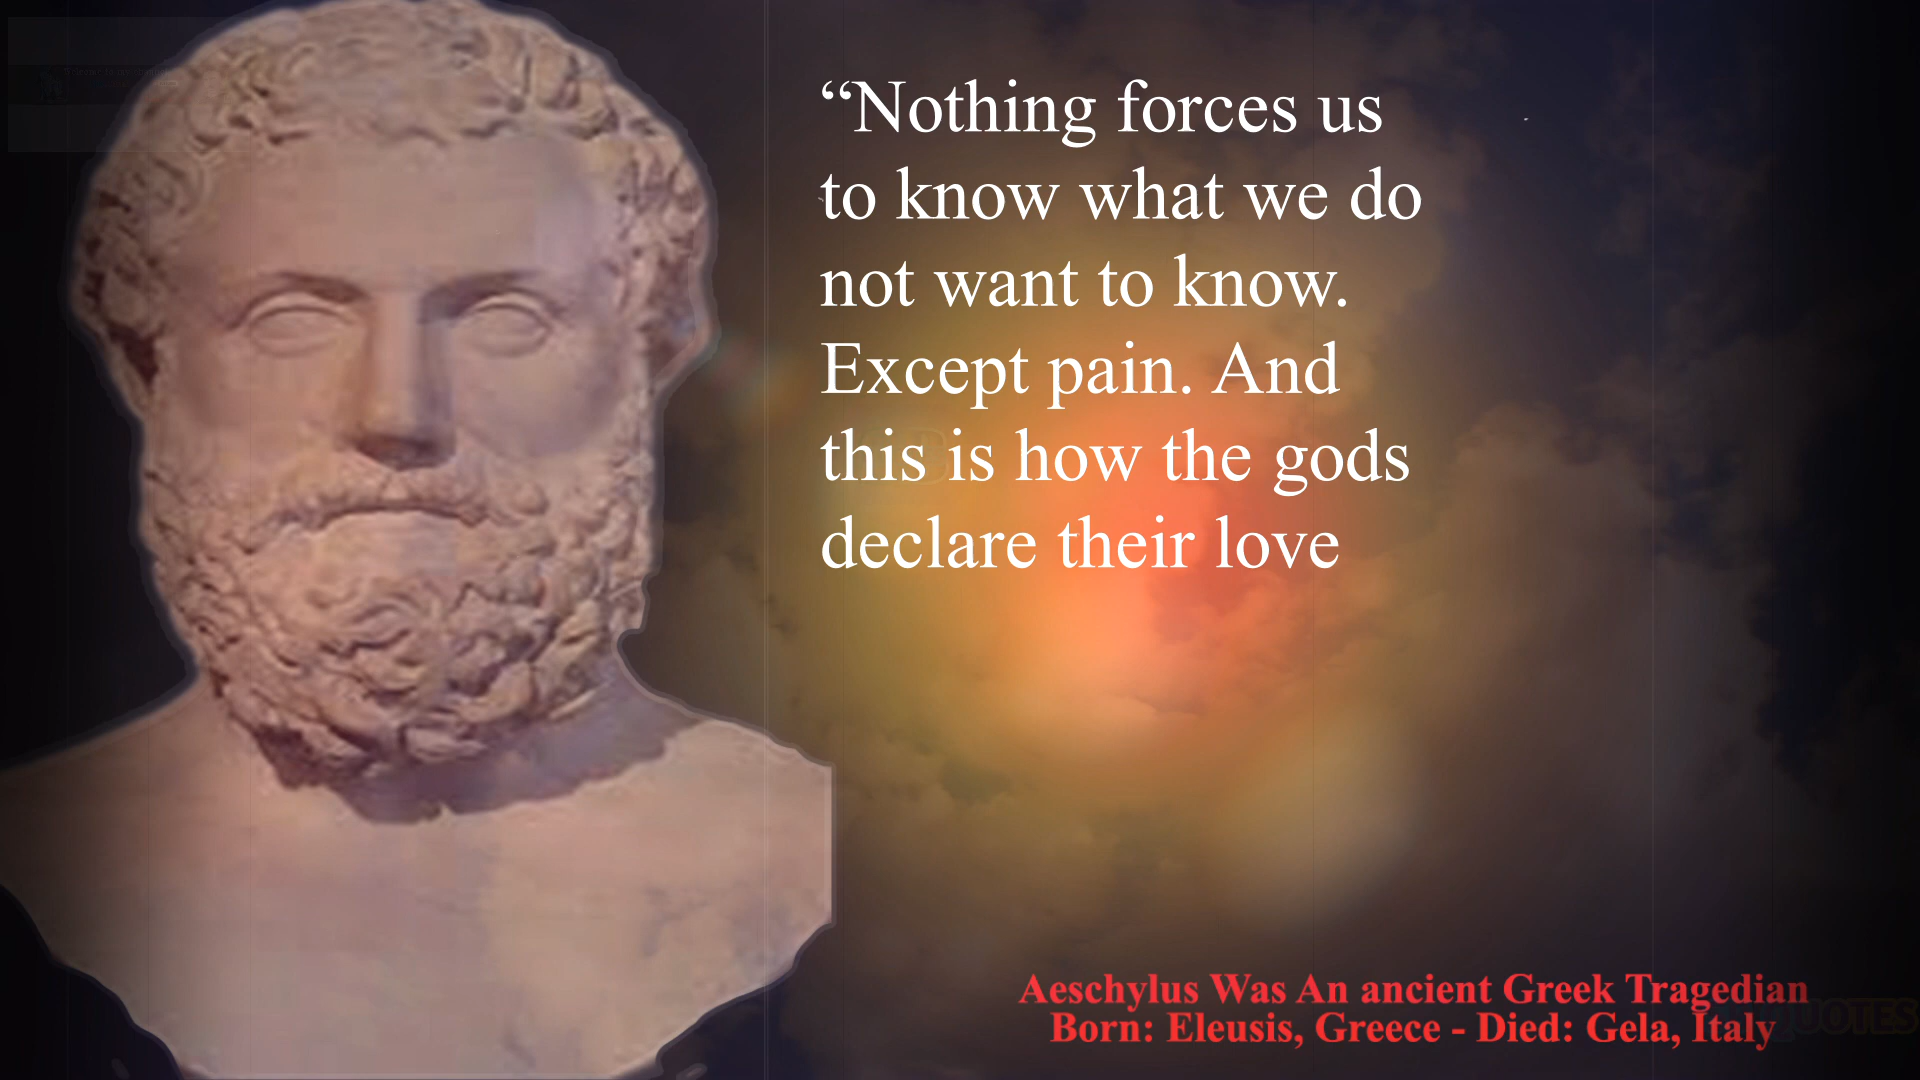 “Nothing forces us
to know what we do
not want to know.
Except pain. And
this is how the gods
declare their love
Aeschylus Was An ancient Greek Tragedian
Born: Eleusis, Greece - Died: Gela, Italy
QUOTES